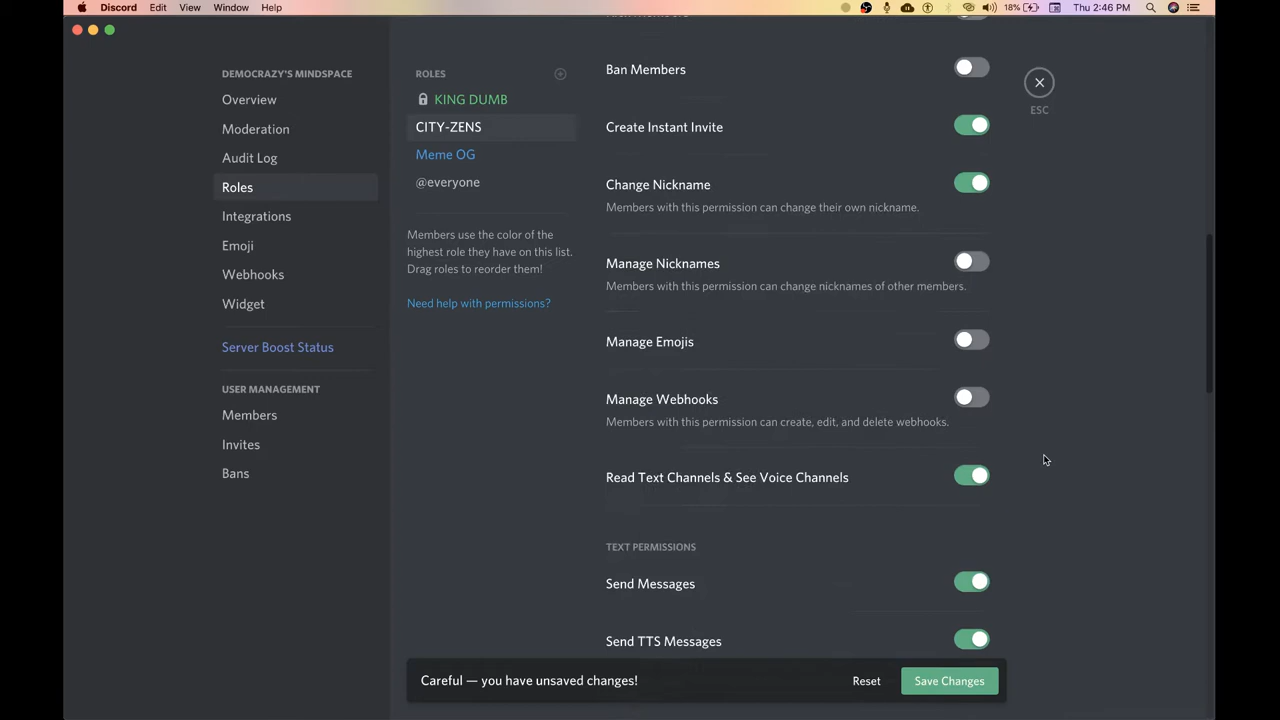 Discord Edit View Window Help
18% Thu 2:46 PM
DEMOCRAZY'S MINDSPACE
Overview
Moderation
Audit Log
Roles
Integrations
Emoji
Webhooks
Widget
Server Boost Status
USER MANAGEMENT
Members
Invites
Bans
ROLES
KING DUMB
CITY-ZENS
Meme OG
@everyone
Members use the color of the
highest role they have on this list.
Drag roles to reorder them!
Need help with permissions?
Ban Members
Create Instant Invite
Change Nickname
Members with this permission can change their own nickname.
Manage Nicknames
Members with this permission can change nicknames of other members.
Manage Emojis
Manage Webhooks
Members with this permission can create, edit, and delete webhooks.
Read Text Channels & See Voice Channels
TEXT PERMISSIONS
Send Messages
Send TTS Messages
ESC
Careful — you have unsaved changes!
Reset
Save Changes